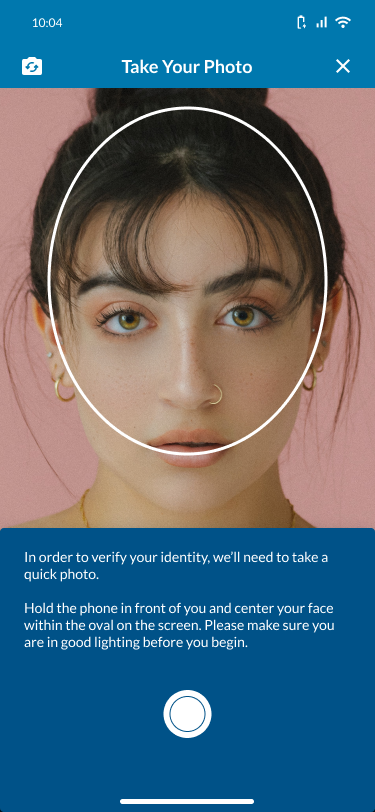 10:04
Take Your Photo
In order to verify your identity, we’ll need to take a
quick photo.
Hold the phone in front of you and center your face
within the oval on the screen. Please make sure you
are in good lighting before you begin.